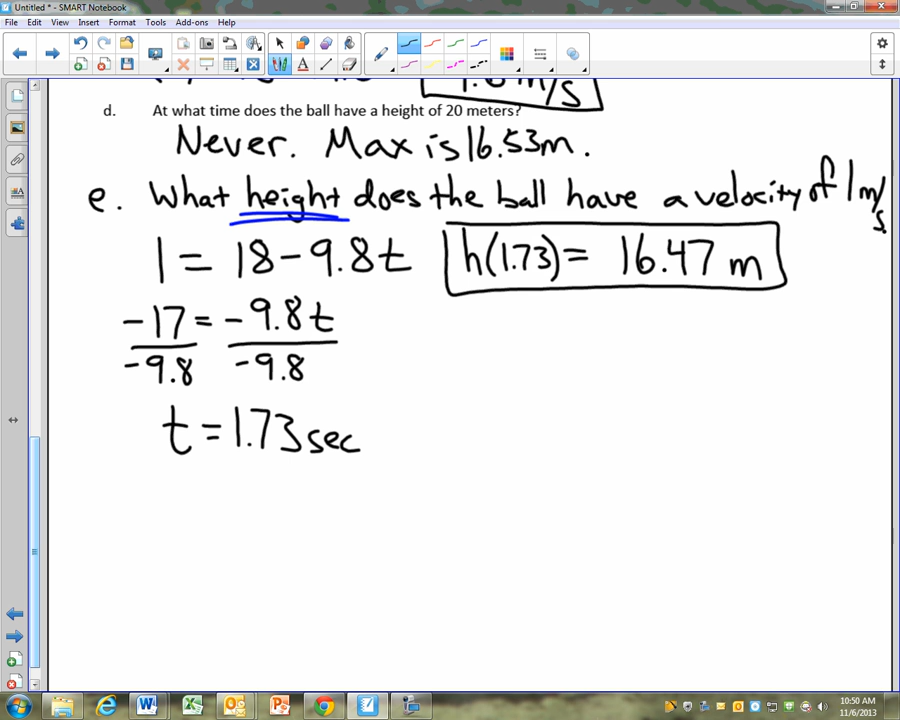 Untitled * - SMART Notebook
File Edit View Insert Format Tools Add-ons Help
m/s
d. At what time does the ball have a height of 20 meters?
Never. Max is 16.53m.
e. What height does the ball have a velocity of 1 m/s.
1 = 18 - 9.8t h(1.73) = 16.47 m
-17 = -9.8t
-9.8 -9.8
t = 1.73 sec
10:50 AM
11/6/2013